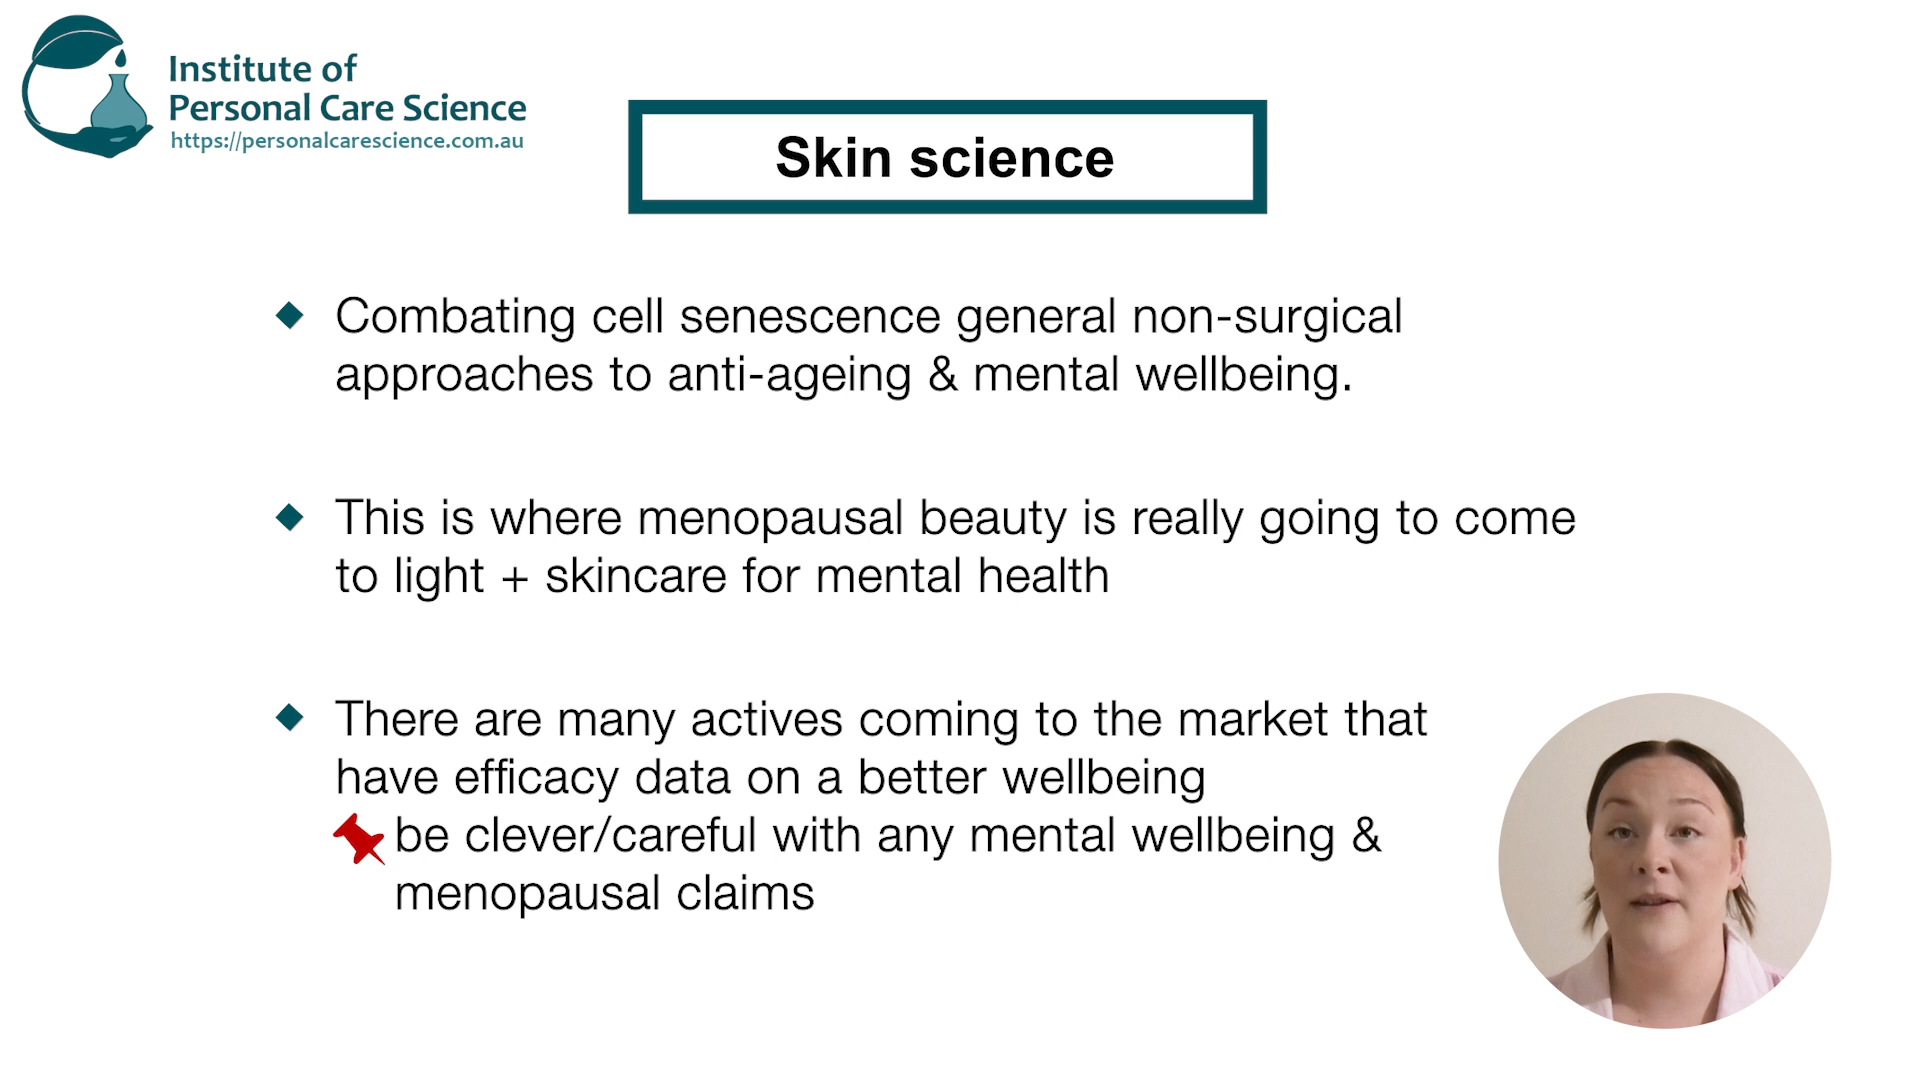 Institute of
Personal Care Science
https://personalcarescience.com.au
Skin science
Combating cell senescence general non-surgical
approaches to anti-ageing & mental wellbeing.
This is where menopausal beauty is really going to come
to light + skincare for mental health
There are many actives coming to the market that
have efficacy data on a better wellbeing
be clever/careful with any mental wellbeing &
menopausal claims